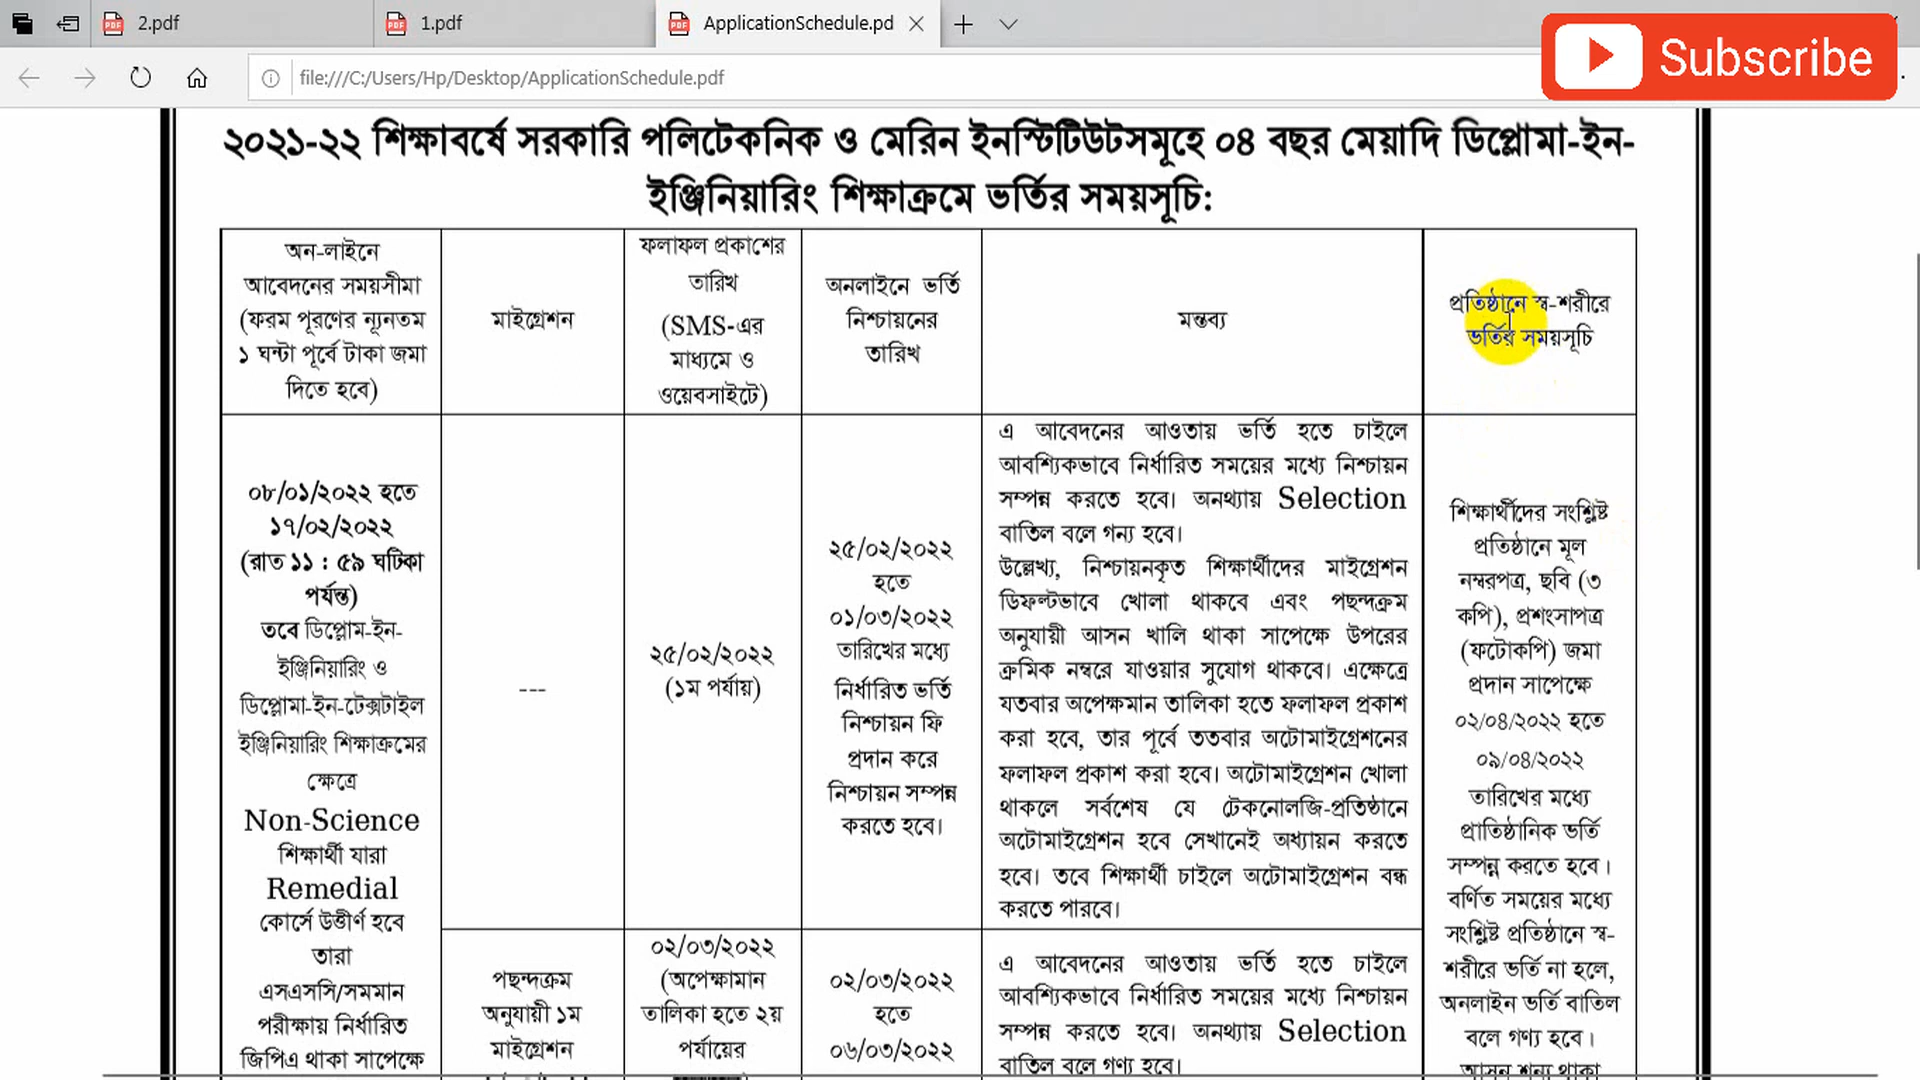 2.pdf
1.pdf
ApplicationSchedule.pd
Subscribe
file:///C:/Users/Hp/Desktop/ApplicationSchedule.pdf
২০২১-২২ শিক্ষাবর্ষে সরকারি পলিটেকনিক ও মেরিন ইনস্টিটিউটসমূহে ০৪ বছর মেয়াদি ডিপ্লোমা-ইন-
ইঞ্জিনিয়ারিং শিক্ষাক্রমে ভর্তির সময়সূচি:
অন-লাইনে
আবেদনের সময়সীমা
(ফরম পূরণের ন্যূনতম
১ ঘন্টা পূর্বে টাকা জমা
দিতে হবে)
মাইগ্রেশন
ফলাফল প্রকাশের
তারিখ
(SMS-এর
মাধ্যমে ও
ওয়েবসাইটে)
অনলাইনে ভর্তি
নিশ্চায়নের
তারিখ
মন্তব্য
প্রতিষ্ঠানে স্ব-শরীরে
ভর্তির সময়সূচি
০৮/০১/২০২২ হতে
১৭/০২/২০২২
(রাত ১১ : ৫৯ ঘটিকা
পর্যন্ত)
তবে ডিপ্লোম-ইন-
ইঞ্জিনিয়ারিং ও
ডিপ্লোমা-ইন-টেক্সটাইল
ইঞ্জিনিয়ারিং শিক্ষাক্রমের
ক্ষেত্রে
Non-Science
শিক্ষার্থী যারা
Remedial
কোর্সে উত্তীর্ণ হবে
তারা
এসএসসি/সমমান
পরীক্ষায় নির্ধারিত
জিপিএ থাকা সাপেক্ষে
---
২৫/০২/২০২২
(১ম পর্যায়)
২৫/০২/২০২২
হতে
০১/০৩/২০২২
তারিখের মধ্যে
নির্ধারিত ভর্তি
নিশ্চায়ন ফি
প্রদান করে
নিশ্চায়ন সম্পন্ন
করতে হবে।
এ আবেদনের আওতায় ভর্তি হতে চাইলে
আবশ্যিকভাবে নির্ধারিত সময়ের মধ্যে নিশ্চায়ন
সম্পন্ন করতে হবে। অনথ্যায় Selection
বাতিল বলে গন্য হবে।
উল্লেখ্য, নিশ্চায়নকৃত শিক্ষার্থীদের মাইগ্রেশন
ডিফল্টভাবে খোলা থাকবে এবং পছন্দক্রম
অনুযায়ী আসন খালি থাকা সাপেক্ষে উপরের
ক্রমিক নম্বরে যাওয়ার সুযোগ থাকবে। এক্ষেত্রে
যতবার অপেক্ষমান তালিকা হতে ফলাফল প্রকাশ
করা হবে, তার পূর্বে ততবার অটোমাইগ্রেশনের
ফলাফল প্রকাশ করা হবে। অটোমাইগ্রেশন খোলা
থাকলে সর্বশেষ যে টেকনোলজি-প্রতিষ্ঠানে
অটোমাইগ্রেশন হবে সেখানেই অধ্যায়ন করতে
হবে। তবে শিক্ষার্থী চাইলে অটোমাইগ্রেশন বন্ধ
করতে পারবে।
শিক্ষার্থীদের সংশ্লিষ্ট
প্রতিষ্ঠানে মূল
নম্বরপত্র, ছবি (৩
কপি), প্রশংসাপত্র
(ফটোকপি) জমা
প্রদান সাপেক্ষে
০২/০৪/২০২২ হতে
০৯/০৪/২০২২
তারিখের মধ্যে
প্রাতিষ্ঠানিক ভর্তি
সম্পন্ন করতে হবে।
বর্ণিত সময়ের মধ্যে
সংশ্লিষ্ট প্রতিষ্ঠানে স্ব-
শরীরে ভর্তি না হলে,
অনলাইন ভর্তি বাতিল
বলে গণ্য হবে।
আসন শূন্য থাকা
পছন্দক্রম
অনুযায়ী ১ম
মাইগ্রেশন
০২/০৩/২০২২
(অপেক্ষামান
তালিকা হতে ২য়
পর্যায়ের
০২/০৩/২০২২
হতে
০৬/০৩/২০২২
এ আবেদনের আওতায় ভর্তি হতে চাইলে
আবশ্যিকভাবে নির্ধারিত সময়ের মধ্যে নিশ্চায়ন
সম্পন্ন করতে হবে। অনথ্যায় Selection
বাতিল বলে গণ্য হবে।